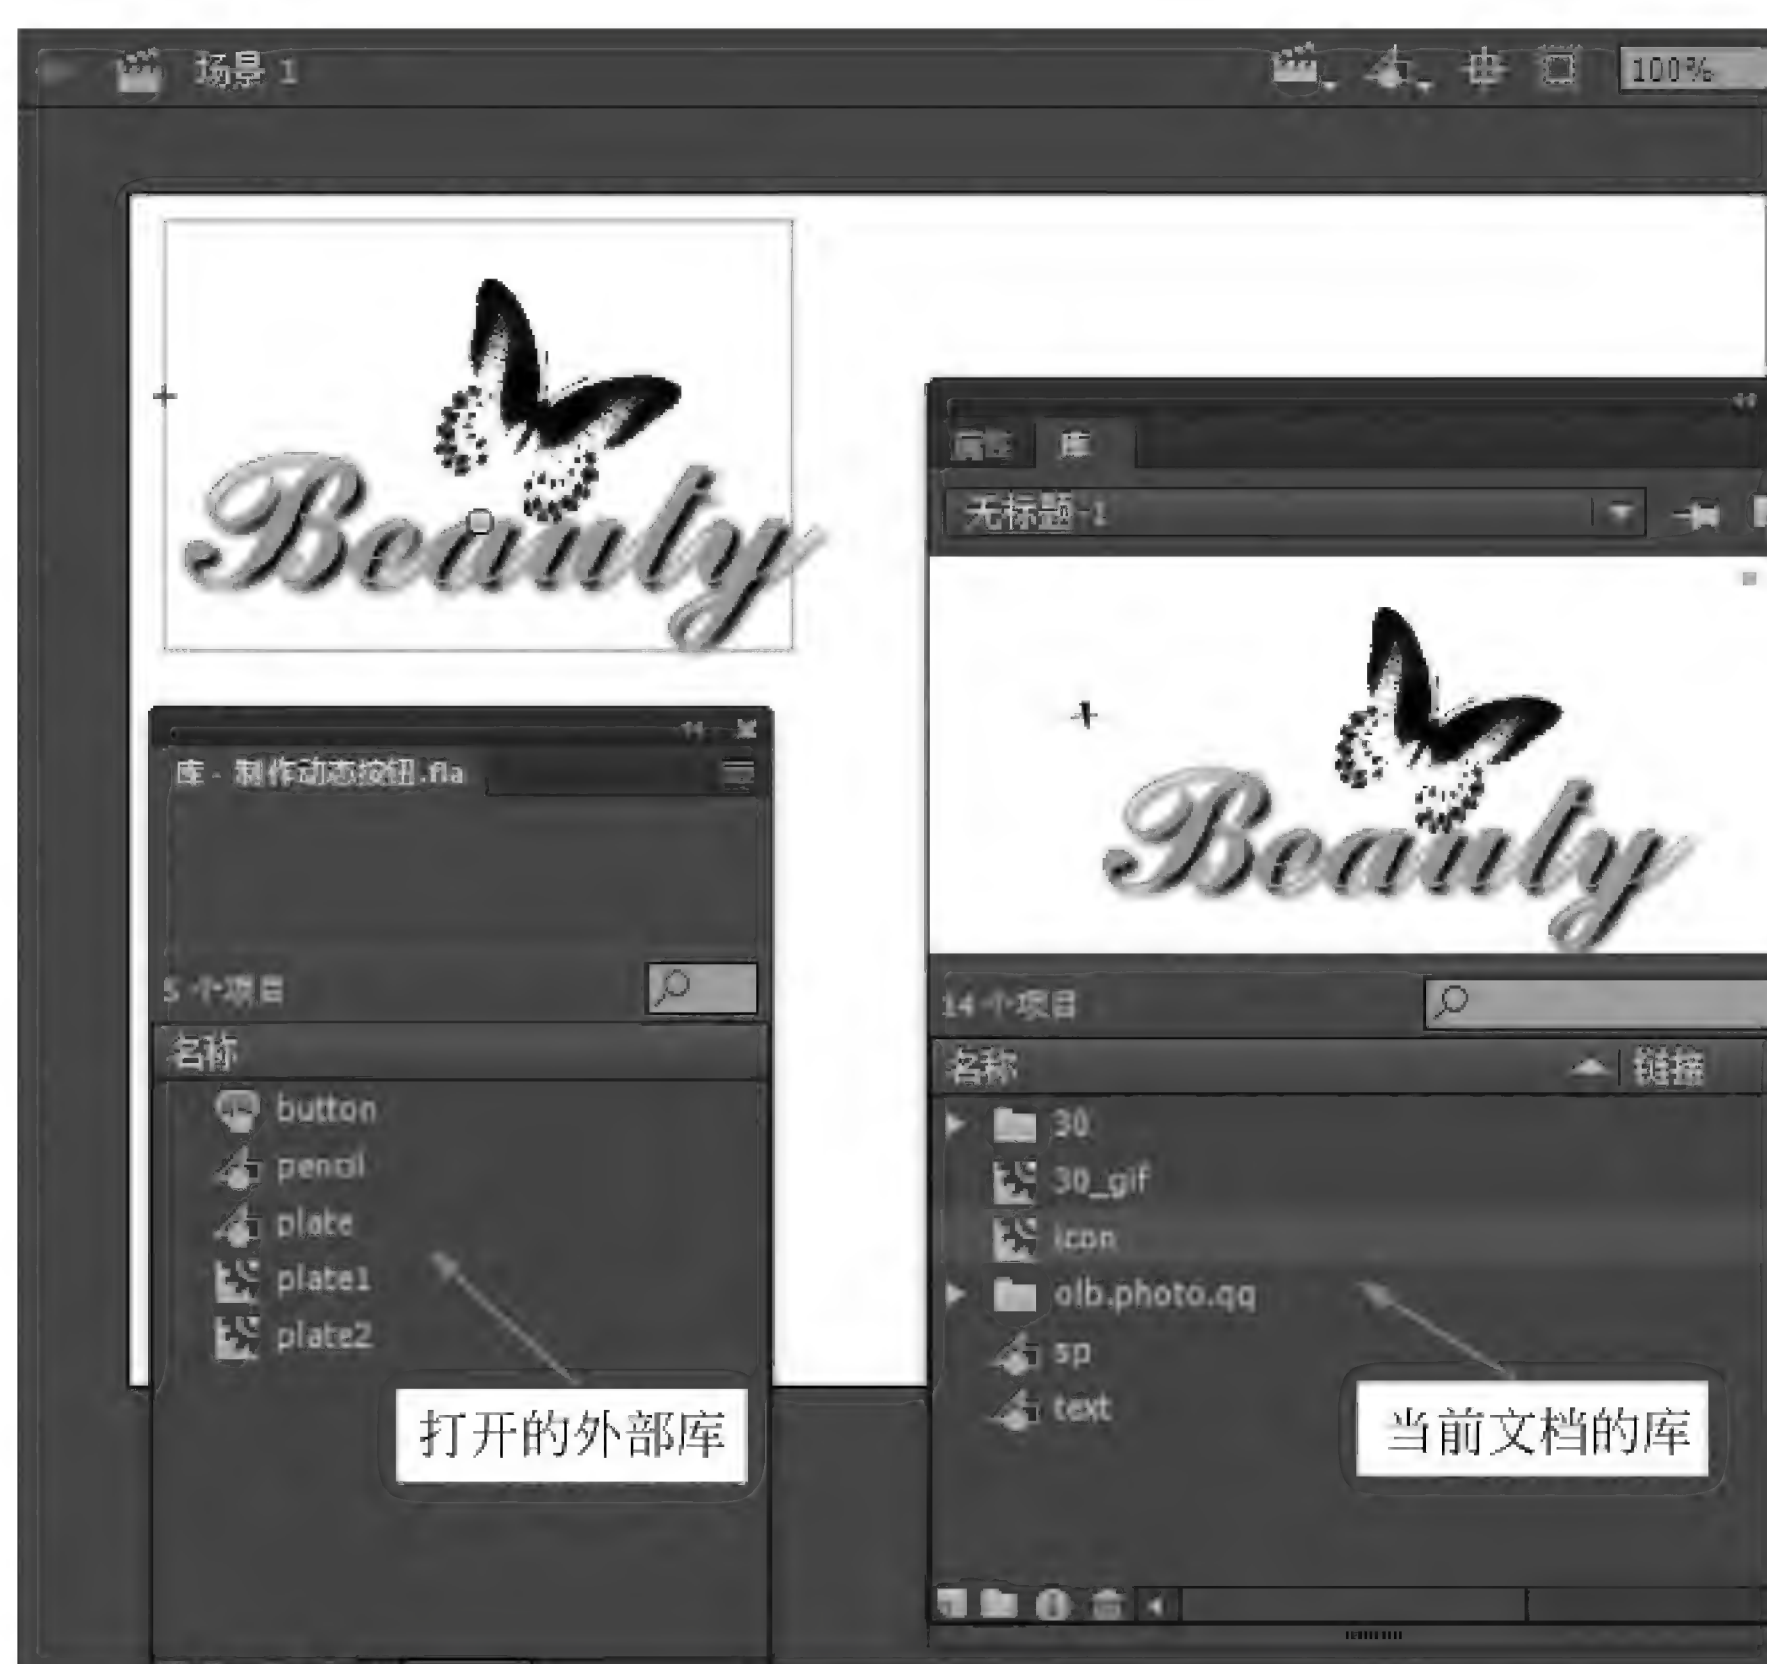 场景 1
100%
Beauty
属性 库
无标题-1
Beauty
库 - 制作动态按钮.fla
5 个项目
名称
button
pencil
plate
plate1
plate2
打开的外部库
14 个项目
名称 链接
30
30_gif
icon
olb.photo.qq
sp
text
当前文档的库